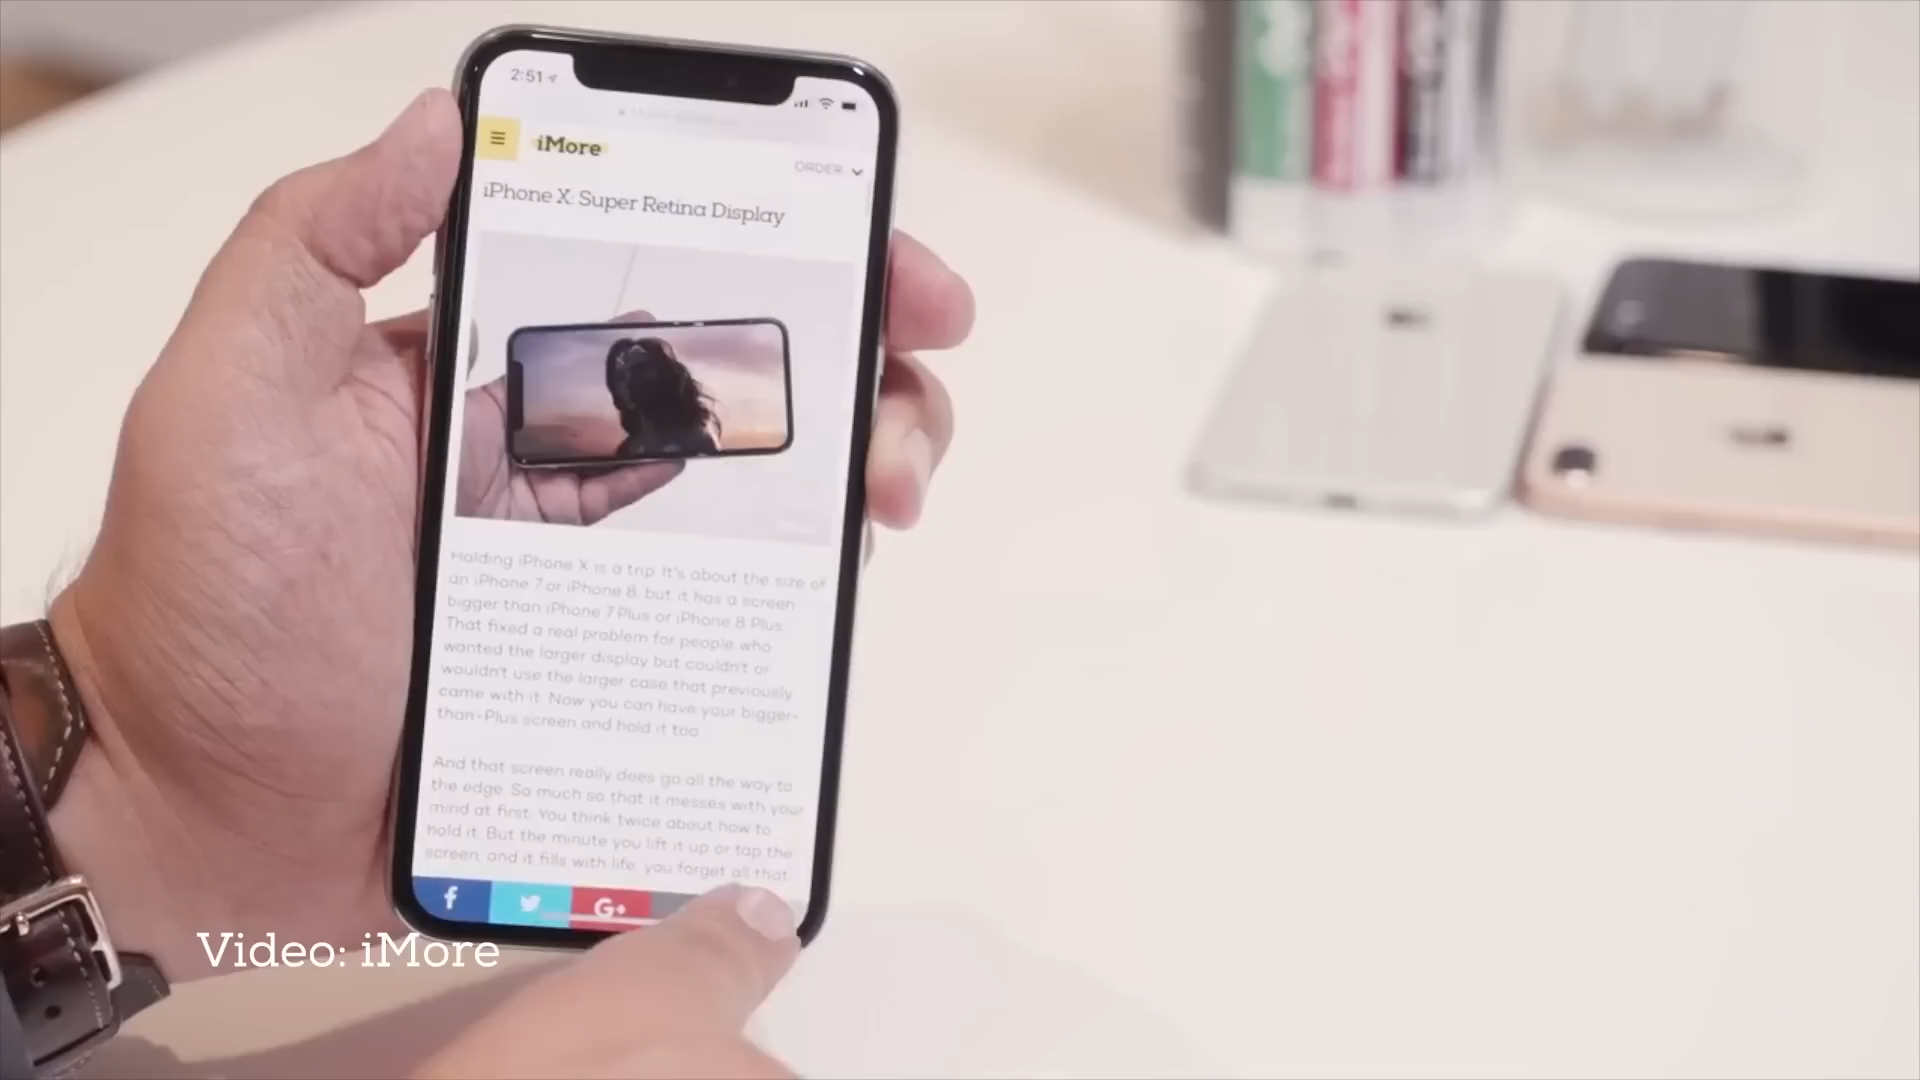 2:51
iMore
ORDER
iPhone X: Super Retina Display
Holding iPhone X is a trip. It's about the size of
an iPhone 7 or iPhone 8, but it has a screen
bigger than iPhone 7 Plus or iPhone 8 Plus.
That fixed a real problem for people who
wanted the larger display but couldn't or
wouldn't use the larger case that previously
came with it. Now you can have your bigger-
than-Plus screen and hold it too.
And that screen really does go all the way to
the edge. So much so that it messes with your
mind at first. You think twice about how to
hold it. But the minute you lift it up or tap the
screen, and it fills with life, you forget all that.
f
G+
Video: iMore